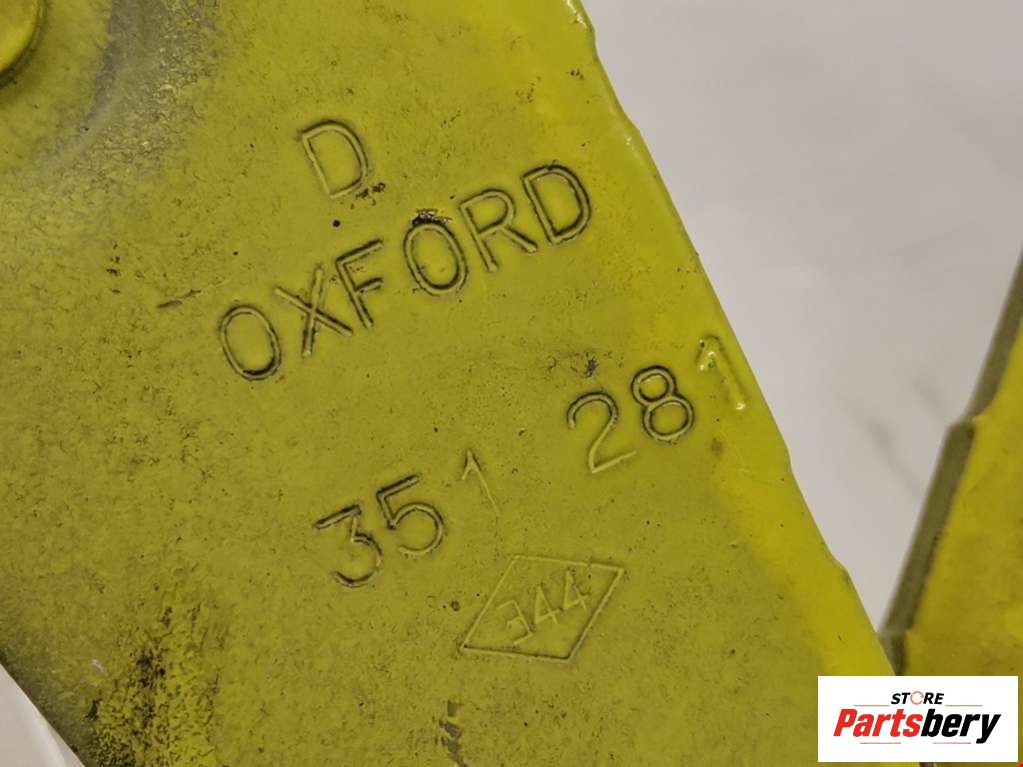 D
OXFORD
351 281
344
STORE
Partsbery